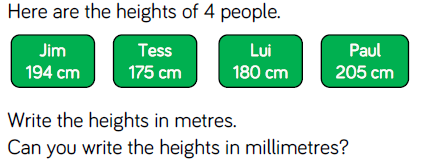 Here are the heights of 4 people.
Jim Tess Lui Paul
194 cm 175 cm 180 cm 205 cm
Write the heights in metres.
Can you write the heights in millimetres?